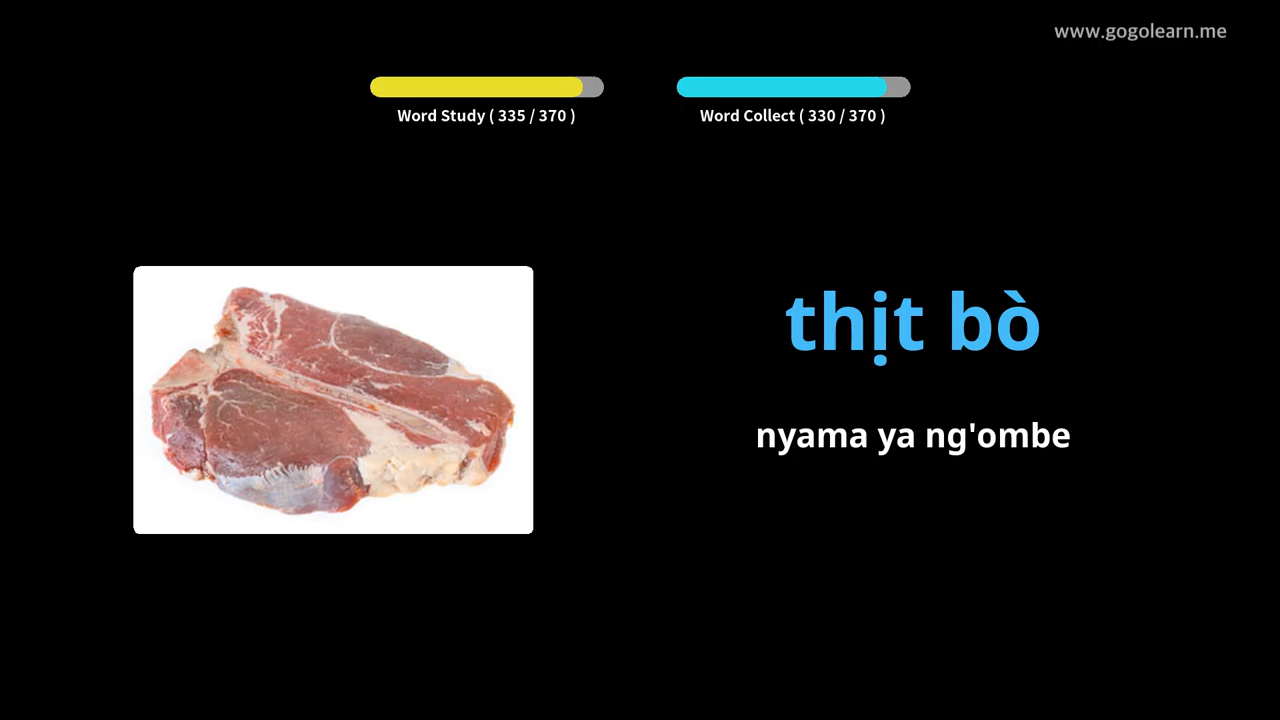 www.gogolearn.me
Word Study ( 335 / 370 )
Word Collect ( 330 / 370 )
thịt bò
nyama ya ng'ombe